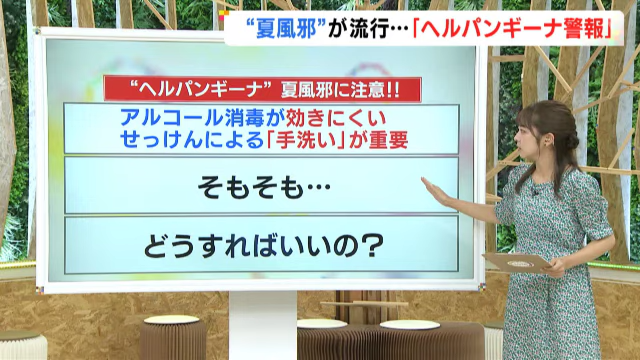 “夏風邪”が流行…「ヘルパンギーナ警報」
“ヘルパンギーナ” 夏風邪に注意!!
アルコール消毒が効きにくい
せっけんによる「手洗い」が重要
そもそも…
どうすればいいの？